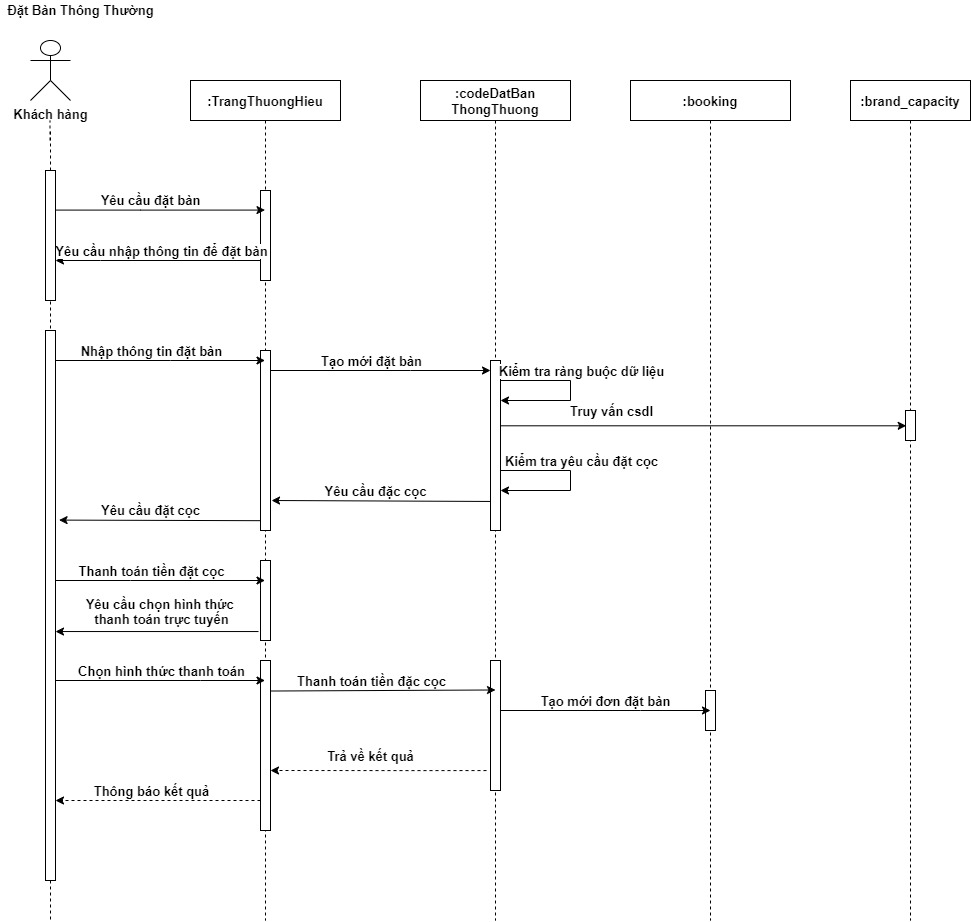 Đặt Bàn Thông Thường
Khách hàng
:TrangThuongHieu
:codeDatBan
ThongThuong
:booking
:brand_capacity
Yêu cầu đặt bàn
Yêu cầu nhập thông tin để đặt bàn
Nhập thông tin đặt bàn
Tạo mới đặt bàn
Kiểm tra ràng buộc dữ liệu
Truy vấn csdl
Kiểm tra yêu cầu đặt cọc
Yêu cầu đặc cọc
Yêu cầu đặt cọc
Thanh toán tiền đặt cọc
Yêu cầu chọn hình thức
thanh toán trực tuyến
Chọn hình thức thanh toán
Thanh toán tiền đặc cọc
Tạo mới đơn đặt bàn
Trả về kết quả
Thông báo kết quả